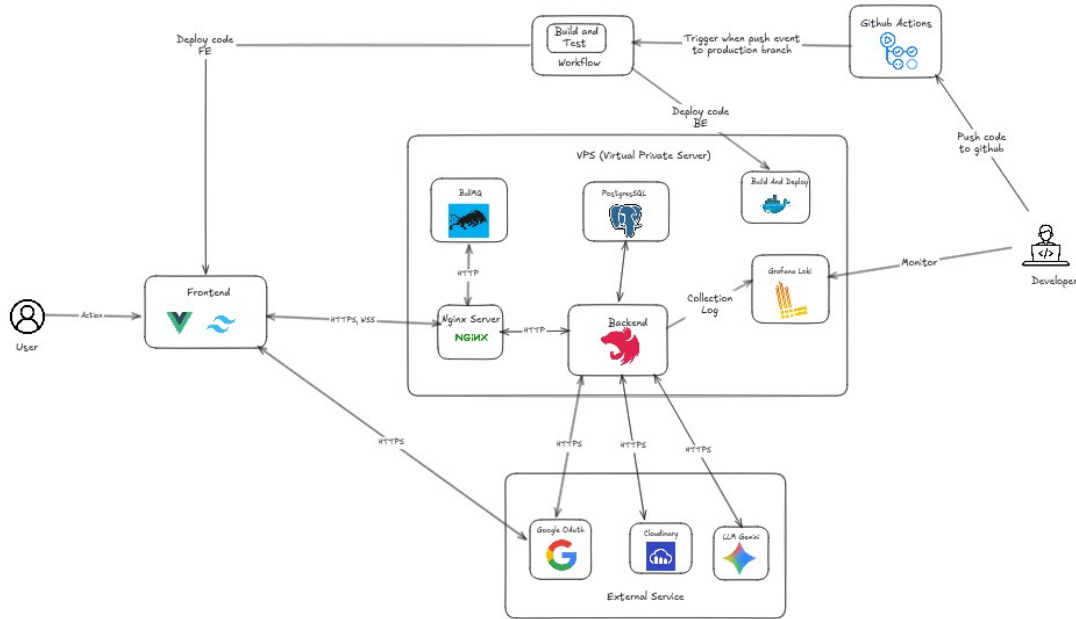 Github Actions
Build and
Test
Workflow
Trigger when push event
to production branch
Deploy code
FE
Deploy code
BE
Push code
to github
VPS (Virtual Private Server)
BullMQ
PostgresSQL
Build And Deploy
HTTP
Grafana Loki
Monitor
Developer
Frontend
Action
User
HTTPS, WSS
Nginx Server
NGINX
HTTP
Backend
Collection
Log
HTTPS
HTTPS
HTTPS
HTTPS
Google OAuth
Cloudinary
LLM Gemini
External Service